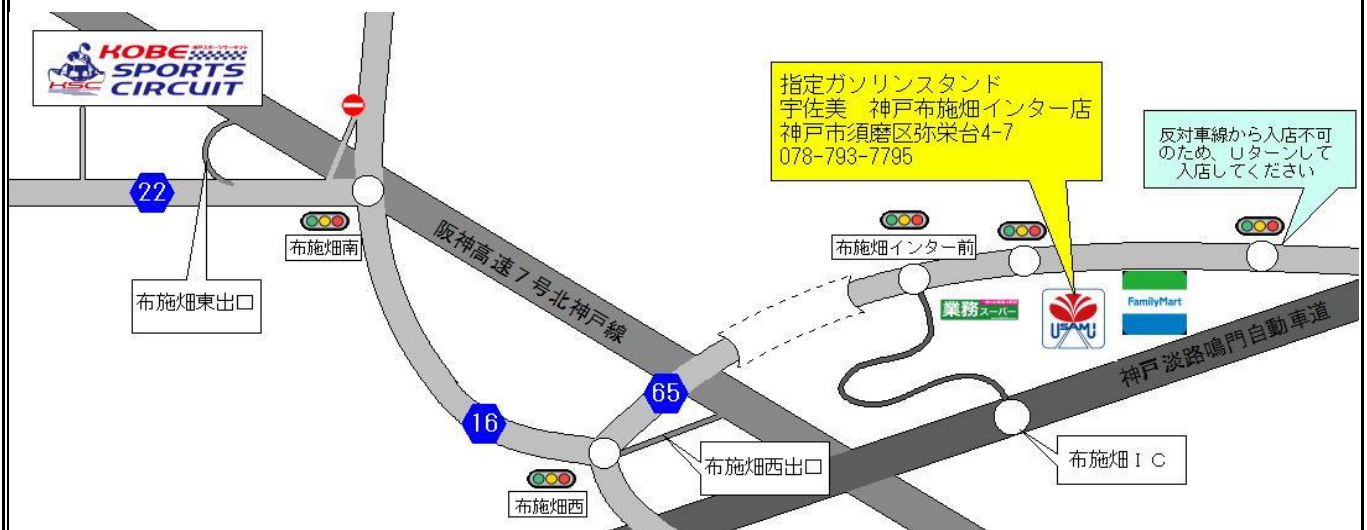 KOBE
SPORTS
CIRCUIT
HSC
指定ガソリンスタンド
宇佐美 神戸布施畑インター店
神戸市須磨区弥栄台4-7
078-793-7795
反対車線から入店不可
のため、Uターンして
入店してください
22
布施畑南
布施畑東出口
阪神高速7号北神戸線
布施畑インター前
業務スーパー
USAMI
FamilyMart
神戸淡路鳴門自動車道
65
16
布施畑西出口
布施畑IC
布施畑西